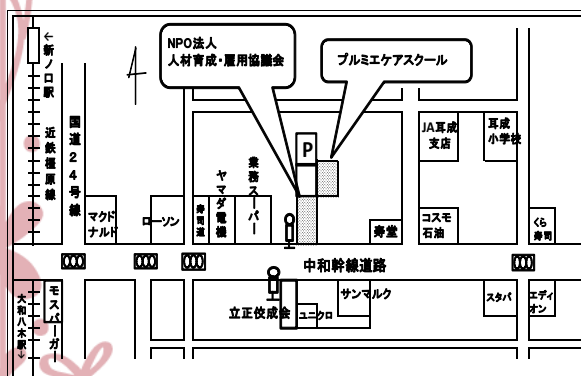 NPO法人
人材育成・雇用協議会
プルミエケアスクール
←新ノ口駅
近鉄橿原線
国道24号線
P
JA耳成
支店
耳成
小学校
マクド
ナルド
ローソン
寿司道
ヤマダ電機
業務スーパー
寿堂
コスモ
石油
くら
寿司
中和幹線道路
大和八木駅→
モスバーガー
立正佼成会
ユニクロ
サンマルク
スタバ
エディ
オン